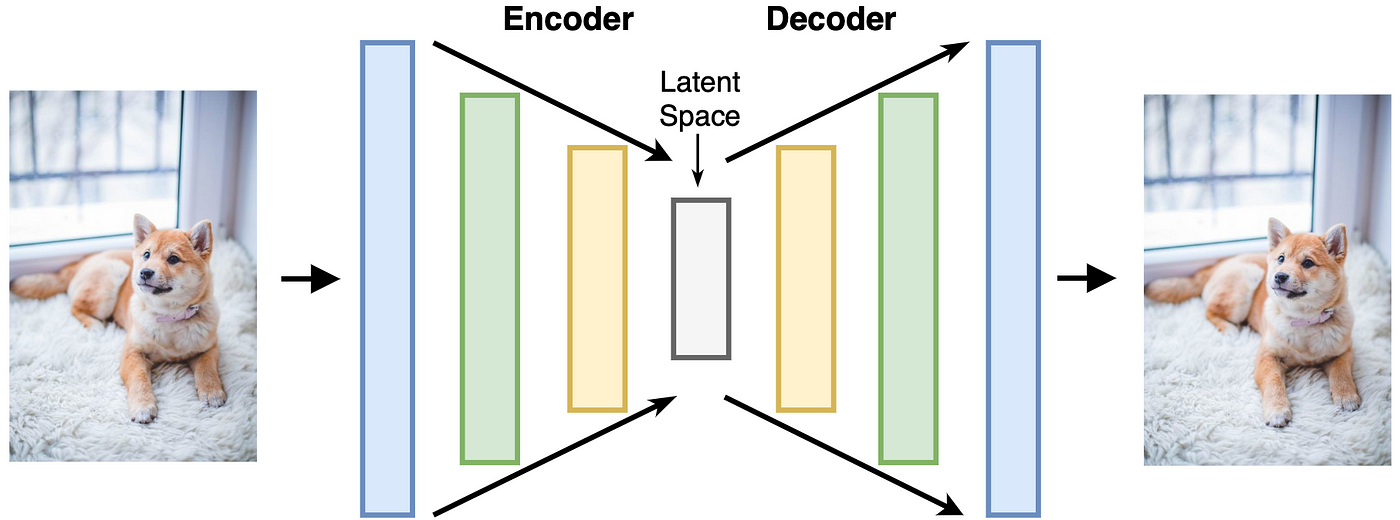 Encoder
Decoder
Latent
Space